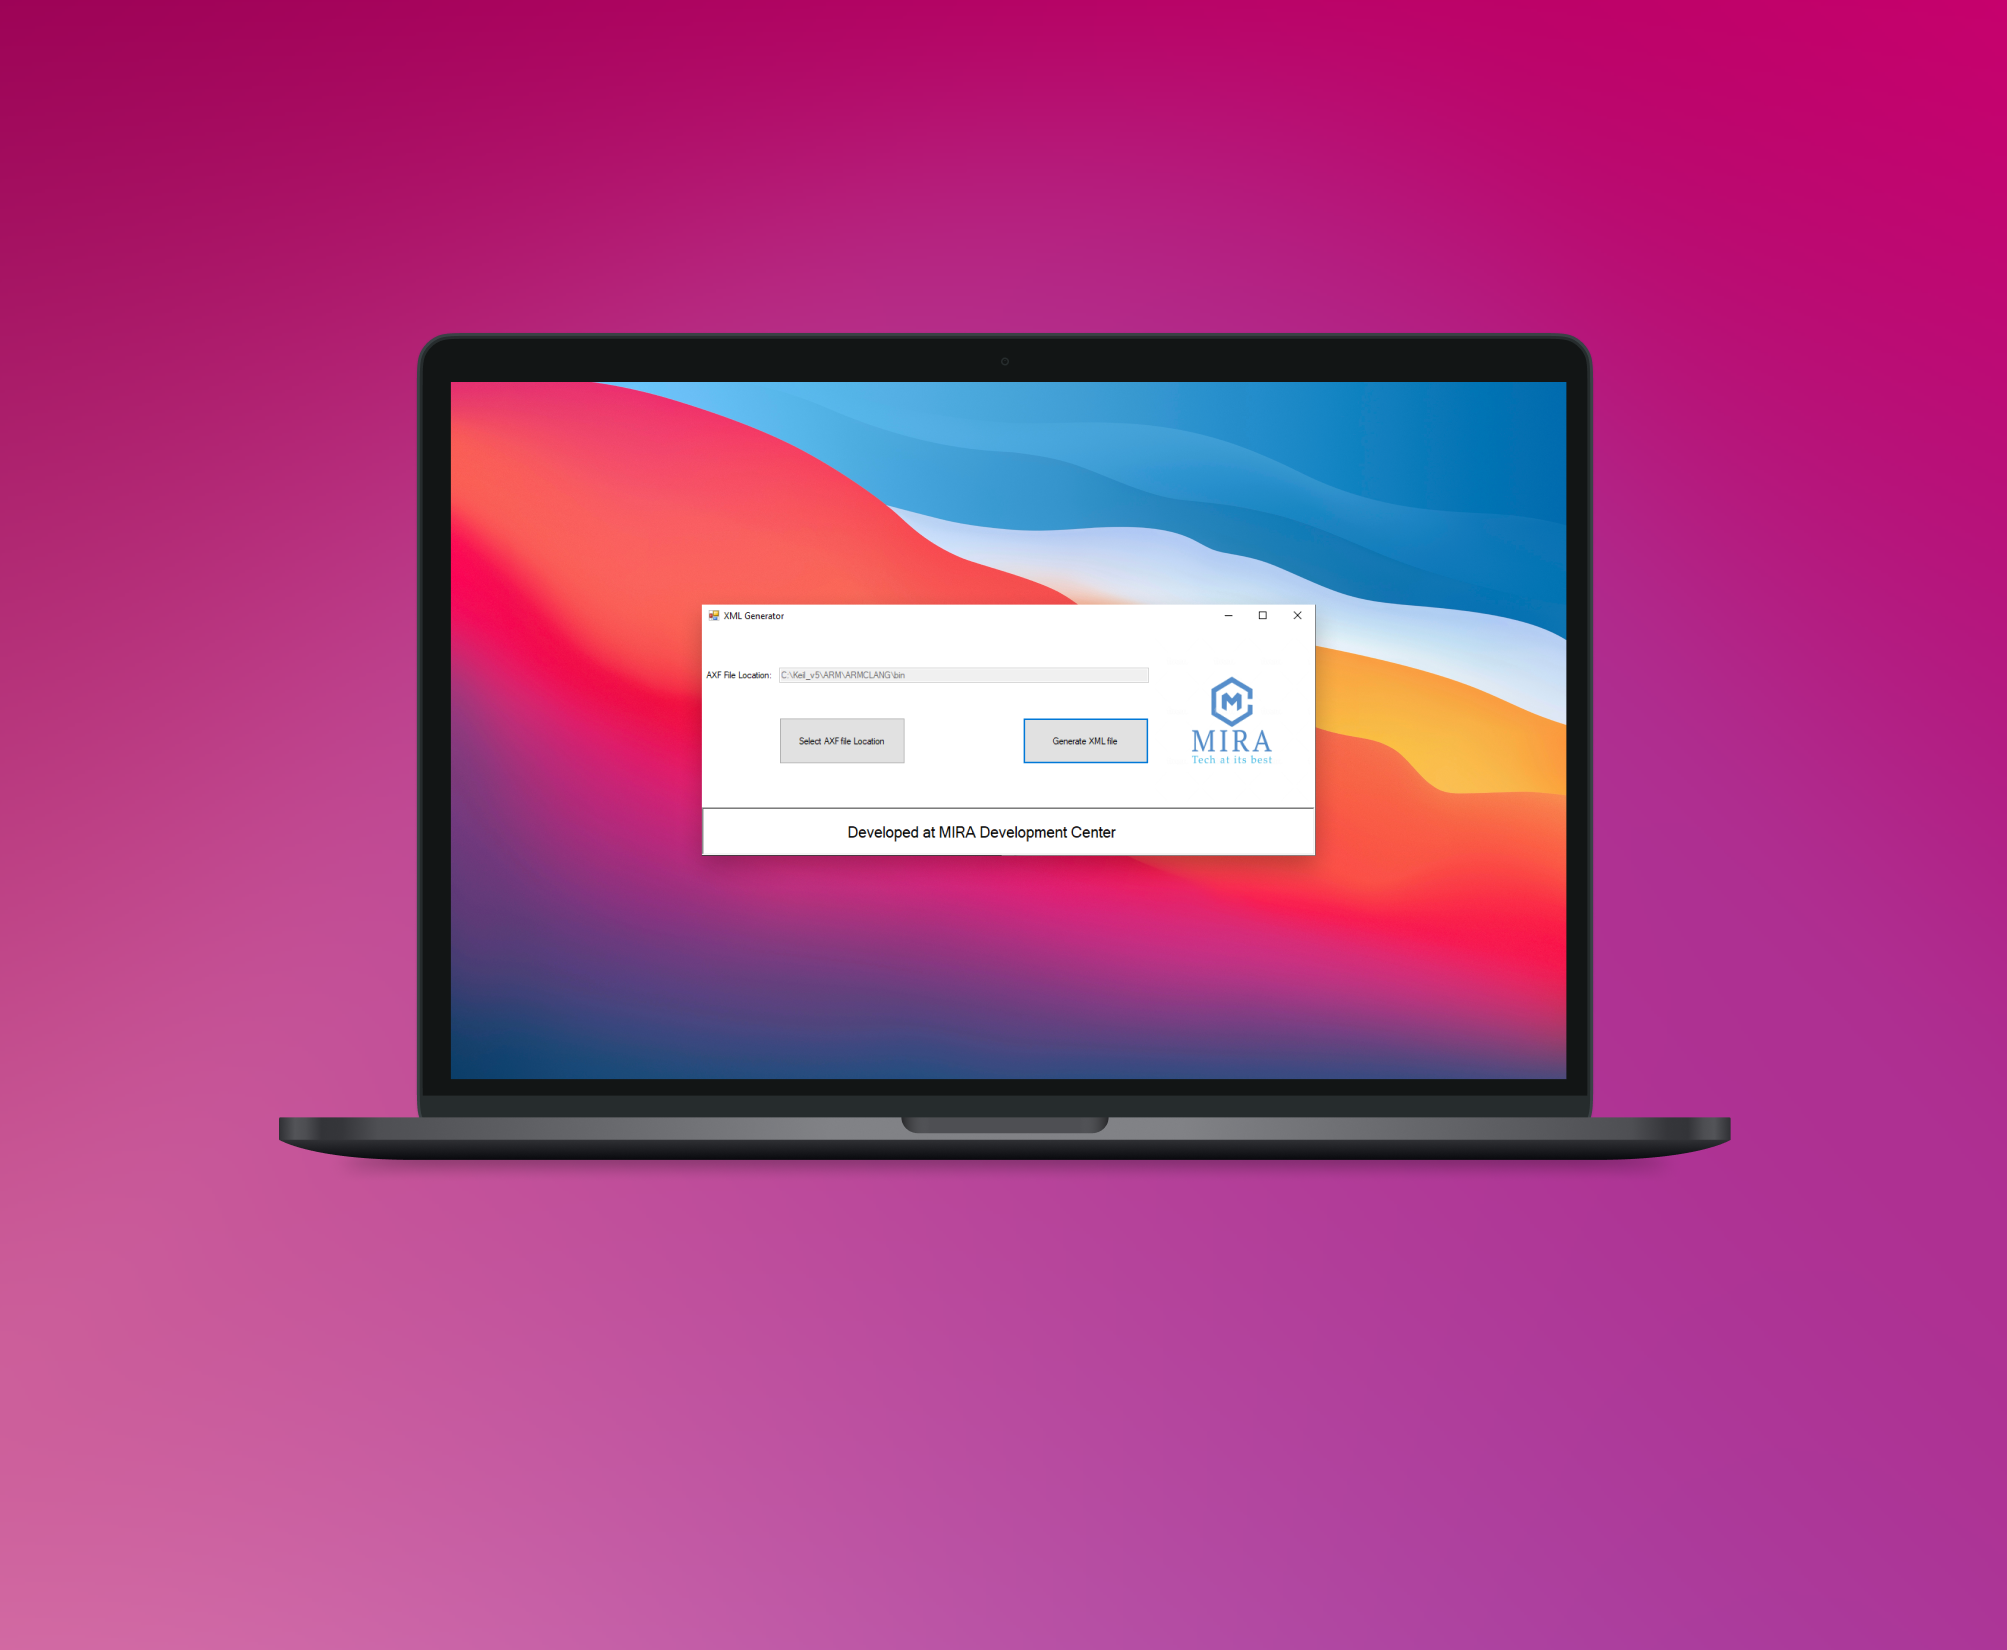 XML Generator
AXF File Location: C:\Keil_v5\ARM\ARMCLANG\bin
Select AXF file Location
Generate XML file
M
MIRA
Tech at its best
Developed at MIRA Development Center